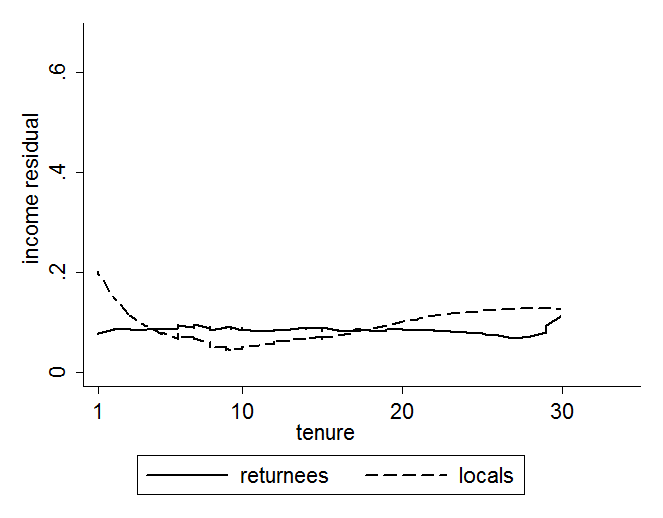 income residual
.6
.4
.2
0
1 10 20 30
tenure
returnees locals